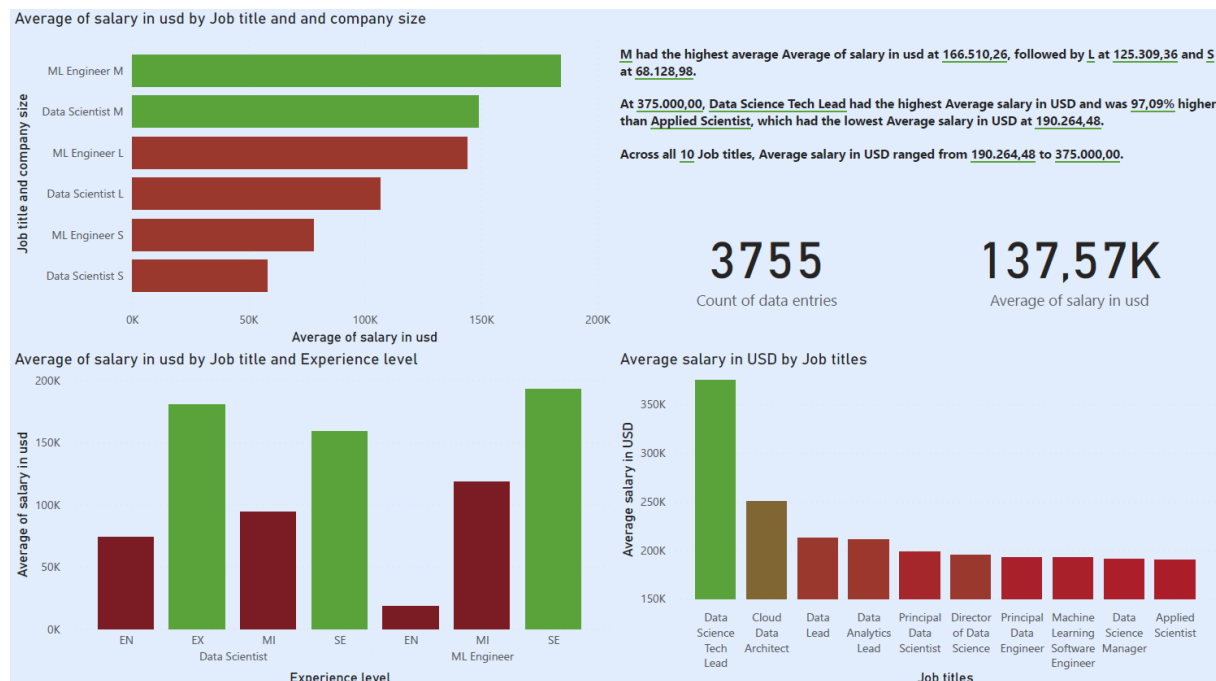 Average of salary in usd by Job title and and company size
Job title and company size
ML Engineer M
Data Scientist M
ML Engineer L
Data Scientist L
ML Engineer S
Data Scientist S
0K 50K 100K 150K 200K
Average of salary in usd
M had the highest average Average of salary in usd at 166.510,26, followed by L at 125.309,36 and S
at 68.128,98.
At 375.000,00, Data Science Tech Lead had the highest Average salary in USD and was 97,09% higher
than Applied Scientist, which had the lowest Average salary in USD at 190.264,48.
Across all 10 Job titles, Average salary in USD ranged from 190.264,48 to 375.000,00.
3755
Count of data entries
137,57K
Average of salary in usd
Average of salary in usd by Job title and Experience level
Average of salary in usd
200K
150K
100K
50K
0K
EN EX MI SE EN MI SE
Data Scientist ML Engineer
Experience level
Average salary in USD by Job titles
Average salary in USD
350K
300K
250K
200K
150K
Data Cloud Data Data Principal Director Principal Machine Data Applied
Science Data Lead Analytics Data of Data Data Learning Science Scientist
Tech Architect Lead Scientist Science Engineer Software Manager
Lead Engineer
Job titles